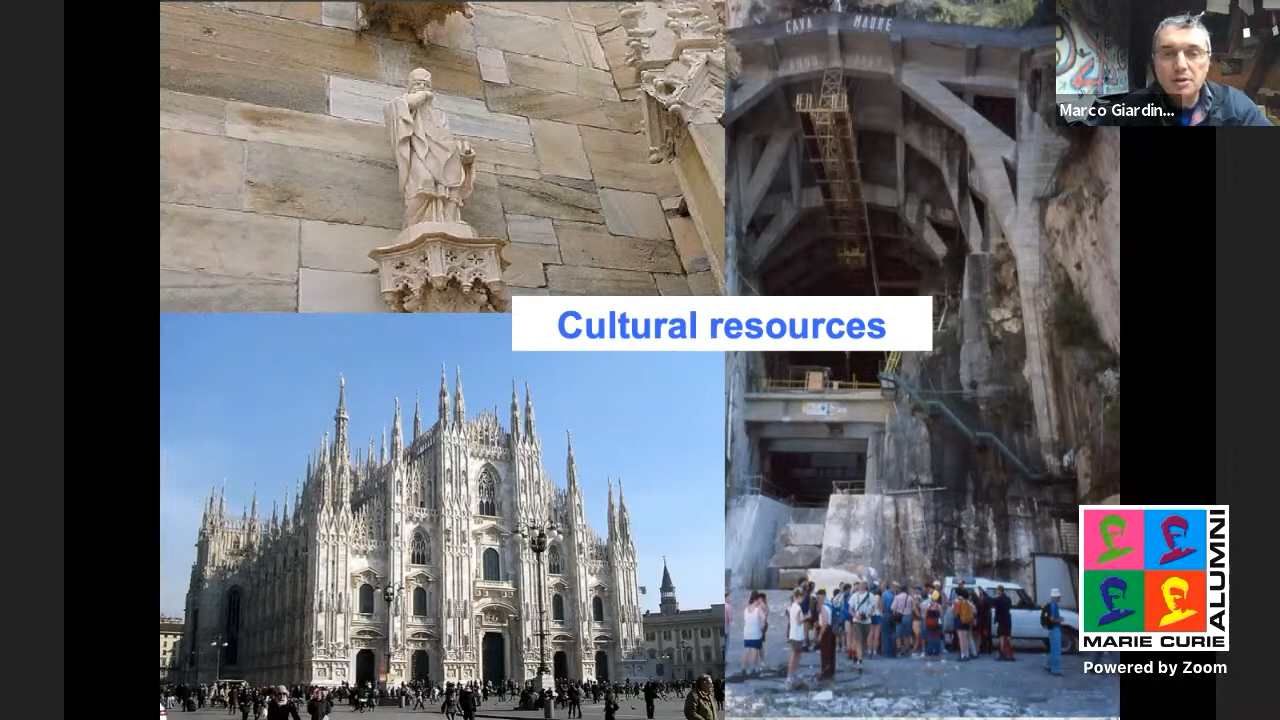 CAVA MADRE
Marco Giardin...
Cultural resources
MARIE CURIE
ALUMNI
Powered by Zoom